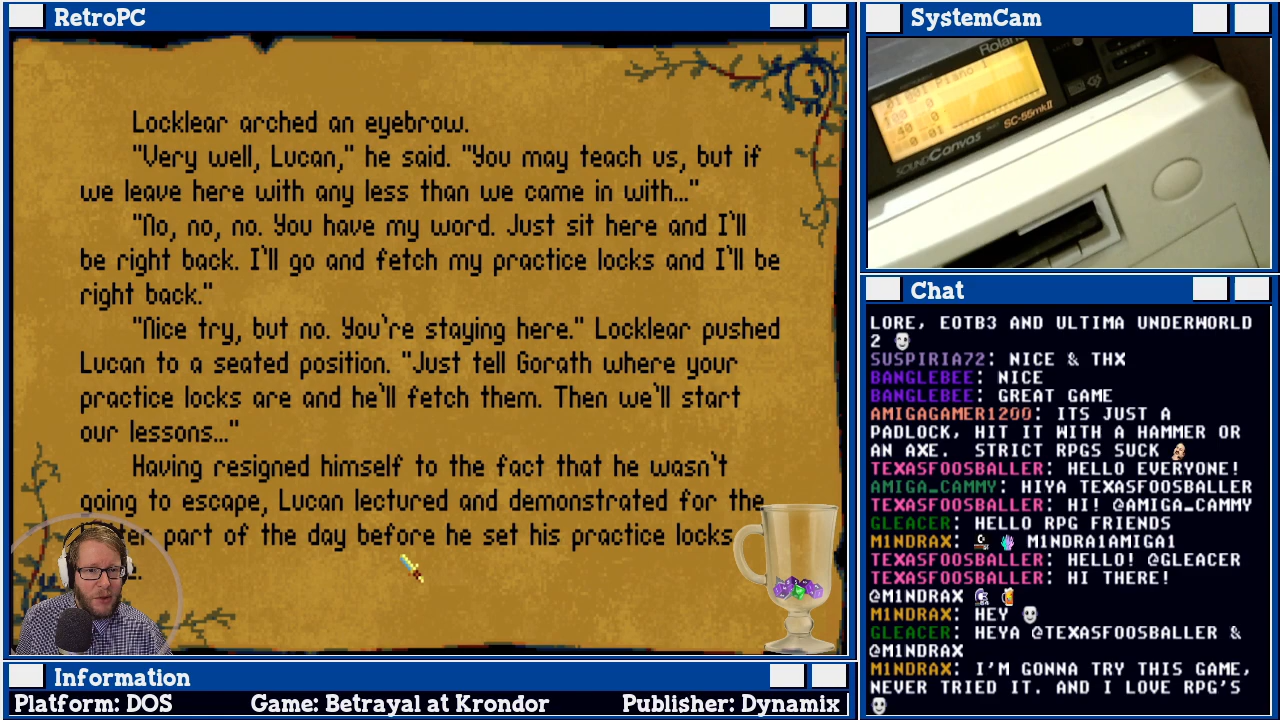 RetroPC
Locklear arched an eyebrow.
"Very well, Lucan," he said. "You may teach us, but if
we leave here with any less than we came in with..."
"No, no, no. You have my word. Just sit here and I'll
be right back. I'll go and fetch my practice locks and I'll be
right back."
"Nice try, but no. You're staying here." Locklear pushed
Lucan to a seated position. "Just tell Gorath where your
practice locks are and he'll fetch them. Then we'll start
our lessons..."
Having resigned himself to the fact that he wasn't
going to escape, Lucan lectured and demonstrated for the
part of the day before he set his practice locks
SystemCam
Roland
Piano 1
SOUND Canvas
SC-55mkII
Chat
LORE, EOTB3 AND ULTIMA UNDERWORLD
2
SUSPIRIA72: NICE & THX
BANGLEBEE: NICE
BANGLEBEE: GREAT GAME
AMIGAGAMER1200: ITS JUST A
PADLOCK, HIT IT WITH A HAMMER OR
AN AXE. STRICT RPGS SUCK
TEXASFOOSBALLER: HELLO EVERYONE!
AMIGA_CAMMY: HIYA TEXASFOOSBALLER
TEXASFOOSBALLER: HI! @AMIGA_CAMMY
GLEACER: HELLO RPG FRIENDS
M1NDRAX: M1NDRA1AMIGA1
TEXASFOOSBALLER: HELLO! @GLEACER
TEXASFOOSBALLER: HI THERE!
@M1NDRAX
M1NDRAX: HEY
GLEACER: HEYA @TEXASFOOSBALLER &
@M1NDRAX
M1NDRAX: I'M GONNA TRY THIS GAME,
NEVER TRIED IT. AND I LOVE RPG'S
Information
Platform: DOS Game: Betrayal at Krondor Publisher: Dynamix